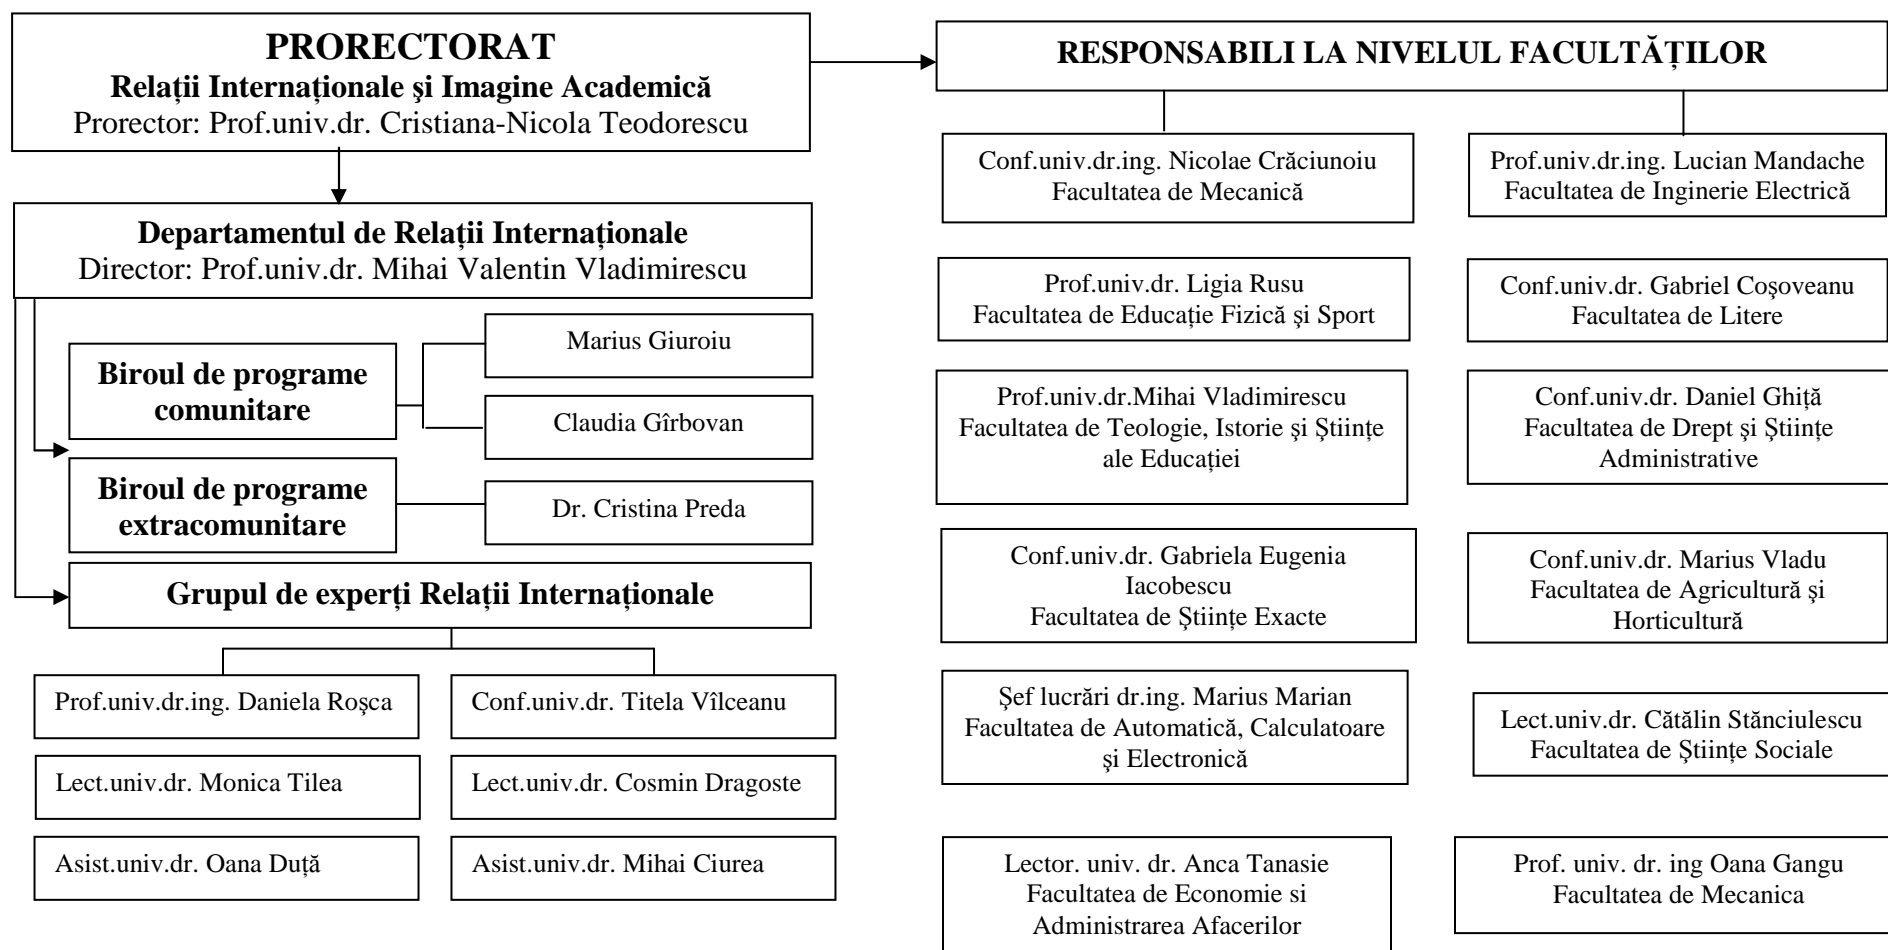 PRORECTORAT
Relații Internaționale şi Imagine Academică
Prorector: Prof.univ.dr. Cristiana-Nicola Teodorescu
Departamentul de Relații Internaționale
Director: Prof.univ.dr. Mihai Valentin Vladimirescu
Biroul de programe
comunitare
Marius Giuroiu
Claudia Gîrbovan
Biroul de programe
extracomunitare
Dr. Cristina Preda
Grupul de experți Relații Internaționale
Prof.univ.dr.ing. Daniela Roşca
Conf.univ.dr. Titela Vîlceanu
Lect.univ.dr. Monica Tilea
Lect.univ.dr. Cosmin Dragoste
Asist.univ.dr. Oana Duță
Asist.univ.dr. Mihai Ciurea
RESPONSABILI LA NIVELUL FACULTĂȚILOR
Conf.univ.dr.ing. Nicolae Crăciunoiu
Facultatea de Mecanică
Prof.univ.dr.ing. Lucian Mandache
Facultatea de Inginerie Electrică
Prof.univ.dr. Ligia Rusu
Facultatea de Educație Fizică şi Sport
Conf.univ.dr. Gabriel Coşoveanu
Facultatea de Litere
Prof.univ.dr.Mihai Vladimirescu
Facultatea de Teologie, Istorie şi Ştiințe
ale Educației
Conf.univ.dr. Daniel Ghiță
Facultatea de Drept şi Ştiințe
Administrative
Conf.univ.dr. Gabriela Eugenia
Iacobescu
Facultatea de Ştiințe Exacte
Conf.univ.dr. Marius Vladu
Facultatea de Agricultură şi
Horticultură
Şef lucrări dr.ing. Marius Marian
Facultatea de Automatică, Calculatoare
şi Electronică
Lect.univ.dr. Cătălin Stănciulescu
Facultatea de Ştiințe Sociale
Lector. univ. dr. Anca Tanasie
Facultatea de Economie si
Administrarea Afacerilor
Prof. univ. dr. ing Oana Gangu
Facultatea de Mecanica